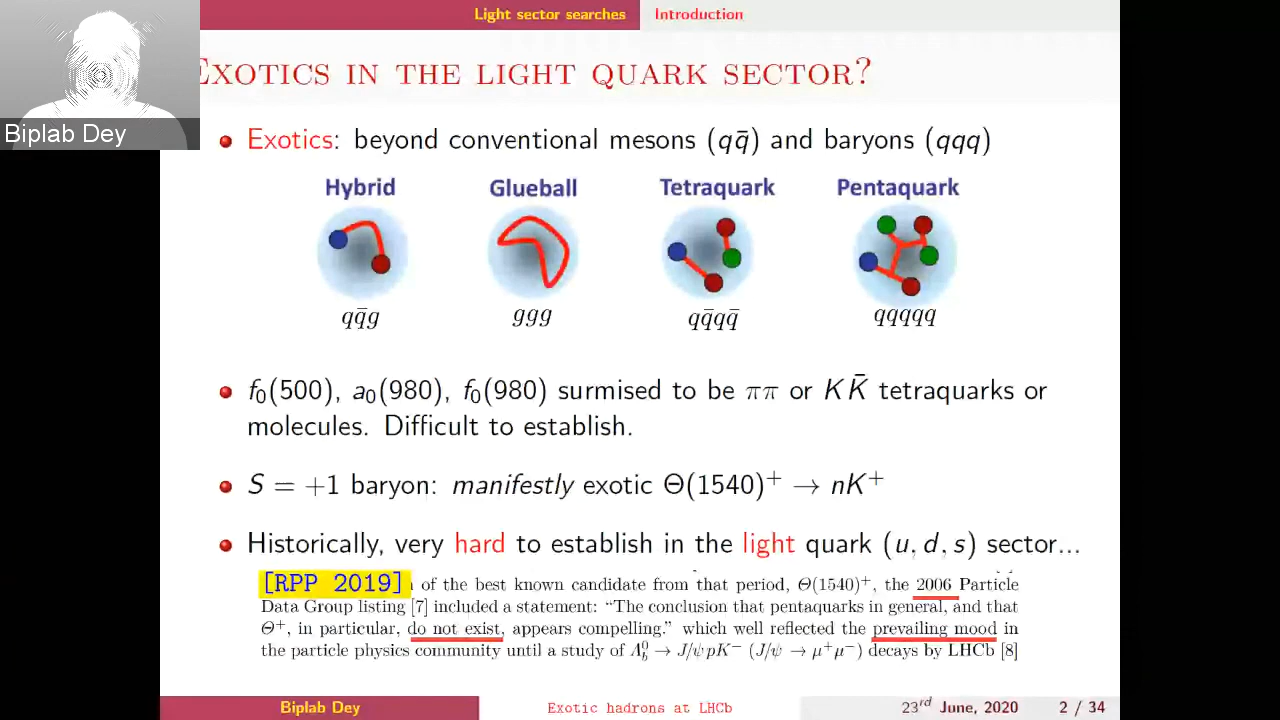 Light sector searches Introduction
EXOTICS IN THE LIGHT QUARK SECTOR?
Biplab Dey
Exotics: beyond conventional mesons (qq̄) and baryons (qqq)
Hybrid Glueball Tetraquark Pentaquark
qq̄g ggg qq̄qq̄ qqqqq
f₀(500), a₀(980), f₀(980) surmised to be ππ or KK̄ tetraquarks or
molecules. Difficult to establish.
S = +1 baryon: manifestly exotic Θ(1540)⁺ → nK⁺
Historically, very hard to establish in the light quark (u, d, s) sector...
[RPP 2019] of the best known candidate from that period, Θ(1540)⁺, the 2006 Particle
Data Group listing [7] included a statement: “The conclusion that pentaquarks in general, and that
Θ⁺, in particular, do not exist, appears compelling.” which well reflected the prevailing mood in
the particle physics community until a study of Λ⁰_b → J/ψ pK⁻ (J/ψ → μ⁺μ⁻) decays by LHCb [8]
Biplab Dey Exotic hadrons at LHCb 23rd June, 2020 2 / 34